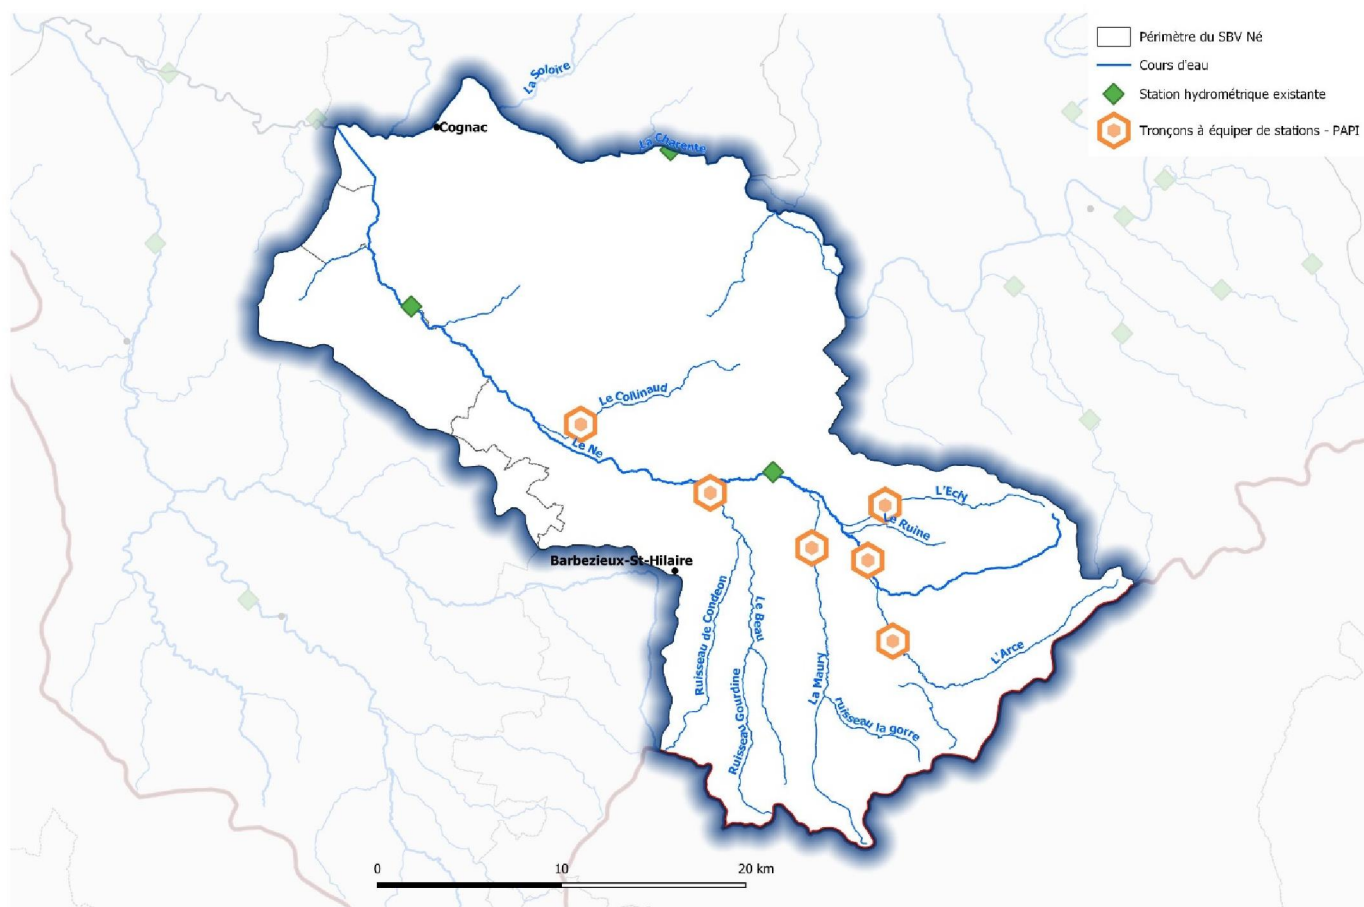 Périmètre du SBV Né
Cours d'eau
Station hydrométrique existante
Tronçons à équiper de stations - PAPI
La Soloire
Cognac
La Charente
Le Collinaud
Le Ne
L'Ecly
Le Ruine
Barbezieux-St-Hilaire
Ruisseau de Condeon
Le Beau
La Maury
L'Arce
Ruisseau Gourdine
ruisseau la gorre
0 10 20 km